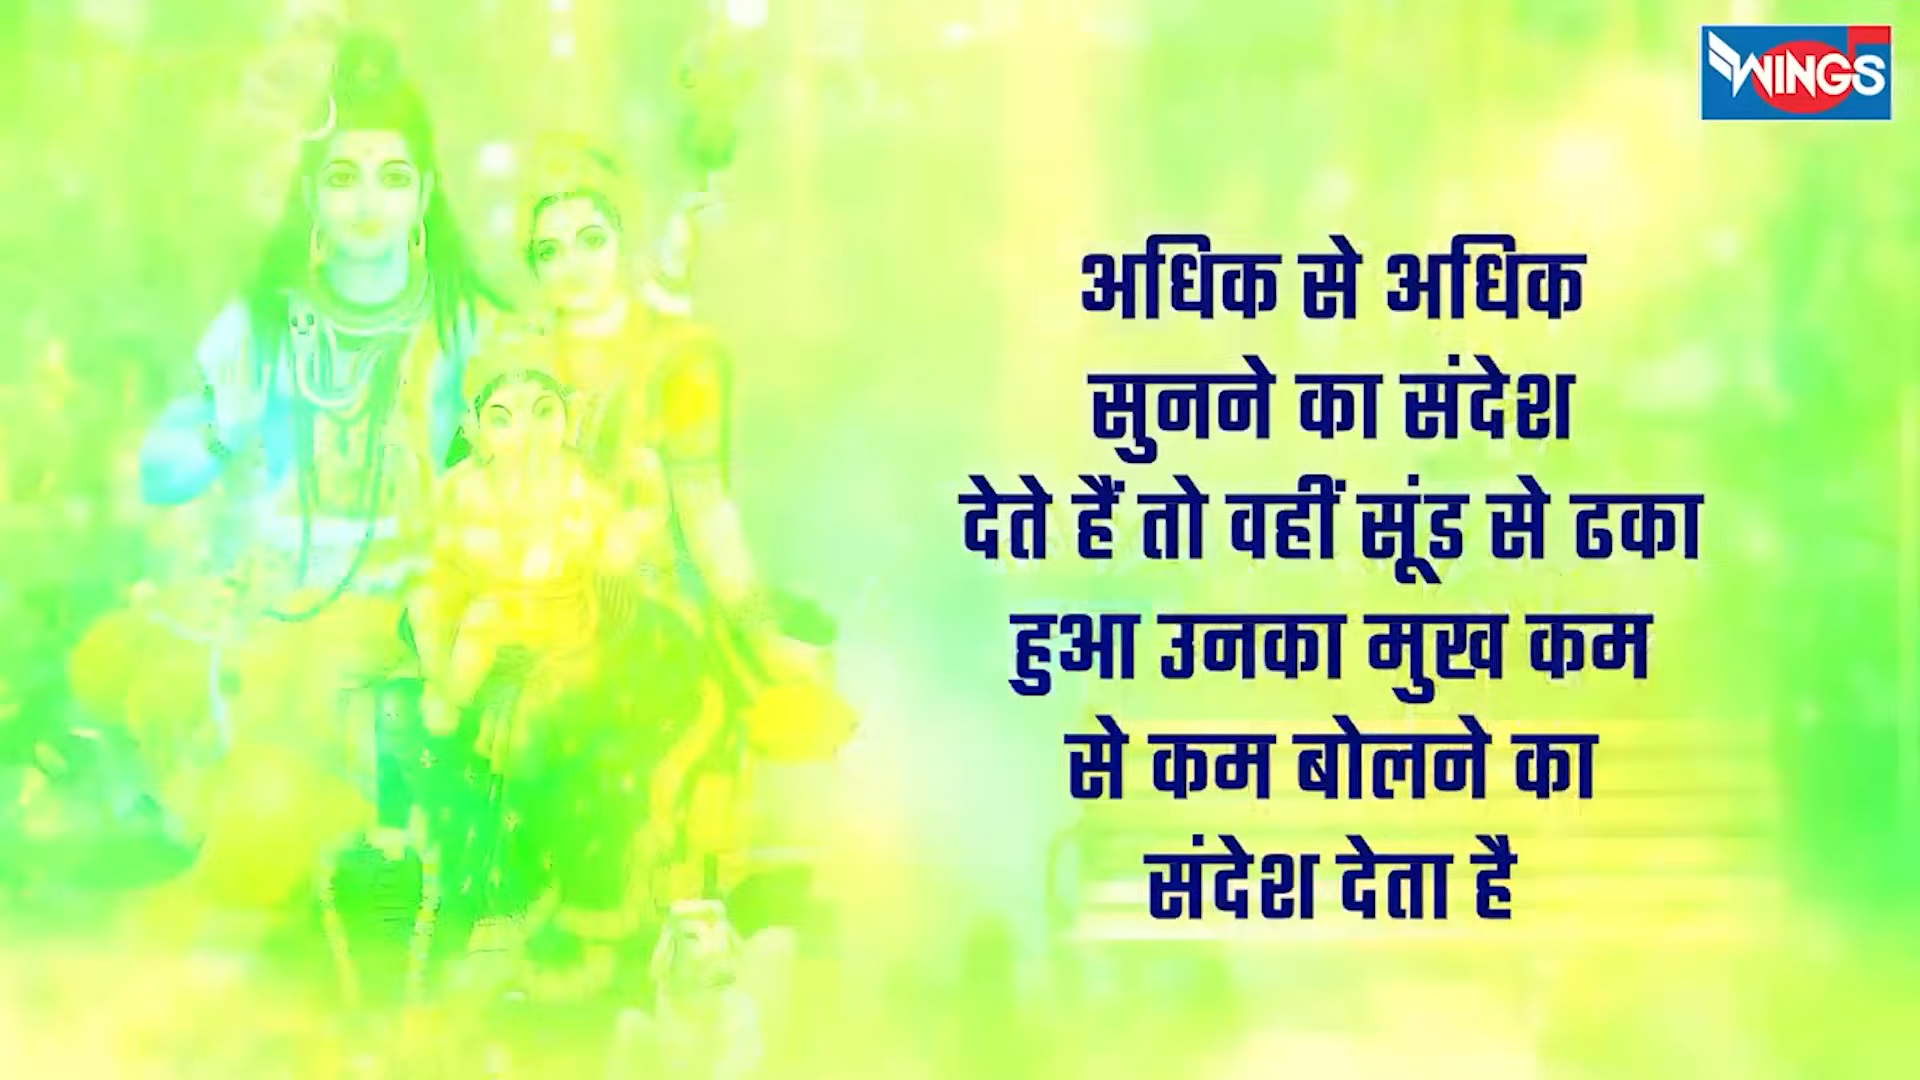 WINGS
अधिक से अधिक
सुनने का संदेश
देते हैं तो वहीं सूंड से ढका
हुआ उनका मुख कम
से कम बोलने का
संदेश देता है